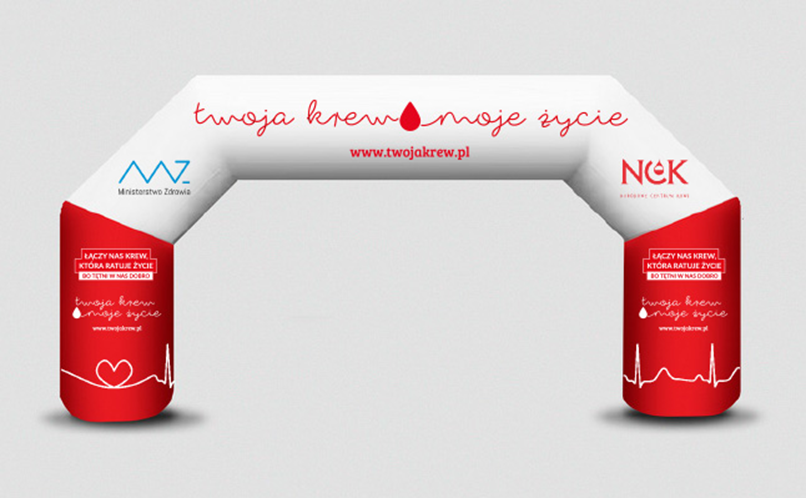 twoja krew moje życie
www.twojakrew.pl
MZ
Ministerstwo Zdrowia
NCK
NARODOWE CENTRUM KRWI
ŁĄCZY NAS KREW,
KTÓRA RATUJE ŻYCIE
BO TĘTNI W NAS DOBRO
twoja krew
moje życie
www.twojakrew.pl
ŁĄCZY NAS KREW,
KTÓRA RATUJE ŻYCIE
BO TĘTNI W NAS DOBRO
twoja krew
moje życie
www.twojakrew.pl